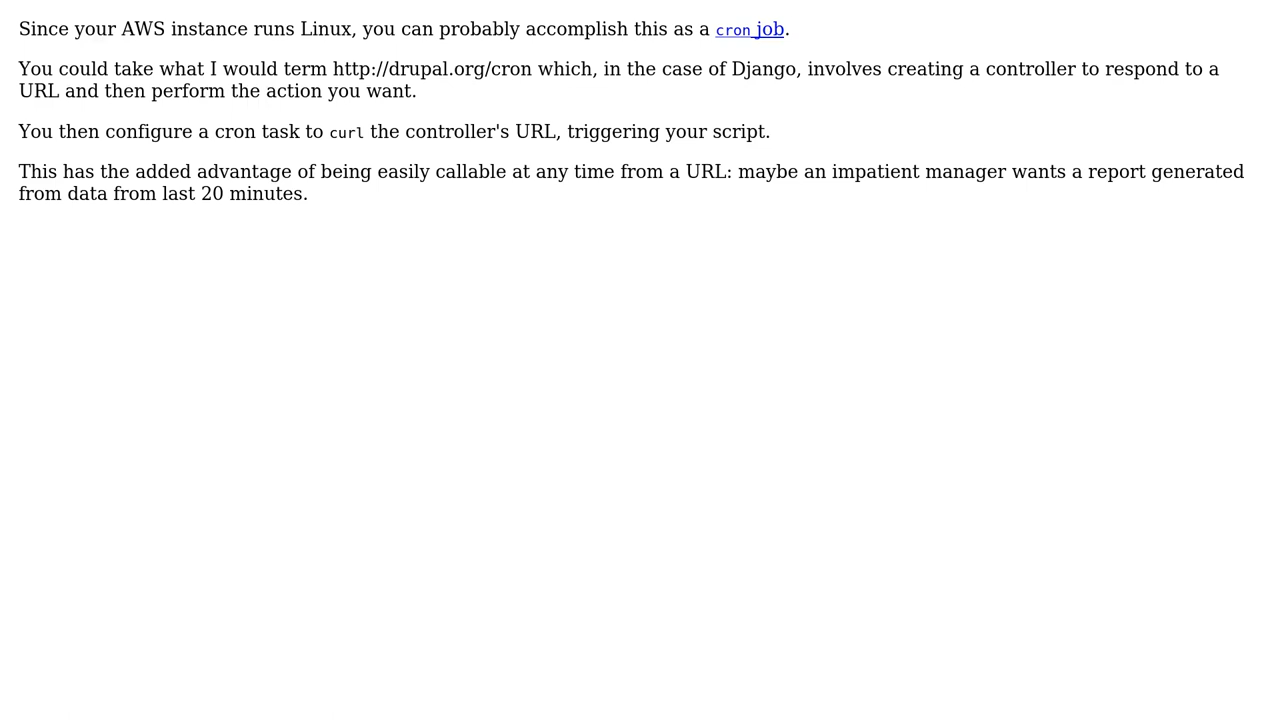 Since your AWS instance runs Linux, you can probably accomplish this as a cron job.
You could take what I would term http://drupal.org/cron which, in the case of Django, involves creating a controller to respond to a
URL and then perform the action you want.
You then configure a cron task to curl the controller's URL, triggering your script.
This has the added advantage of being easily callable at any time from a URL: maybe an impatient manager wants a report generated
from data from last 20 minutes.